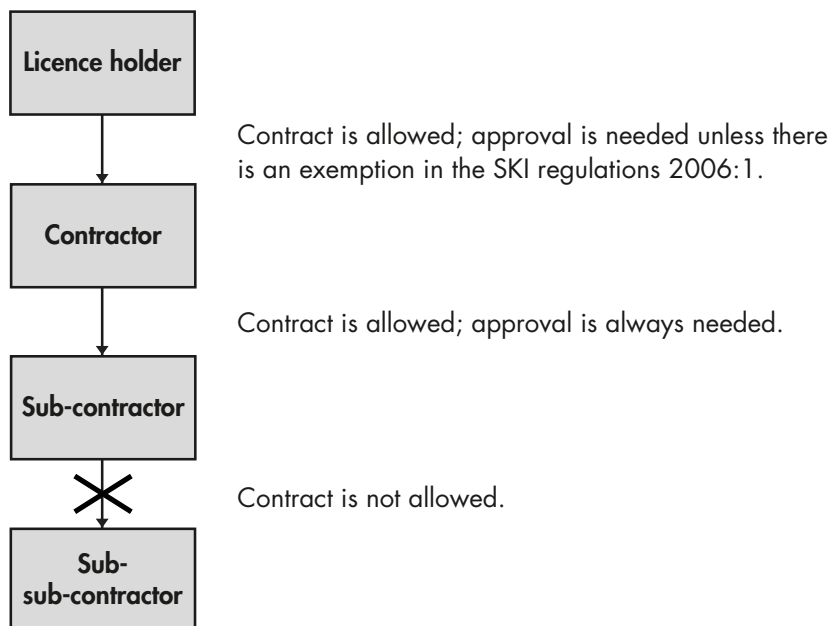 Licence holder
Contract is allowed; approval is needed unless there
is an exemption in the SKI regulations 2006:1.
Contractor
Contract is allowed; approval is always needed.
Sub-contractor
Contract is not allowed.
Sub-
sub-contractor